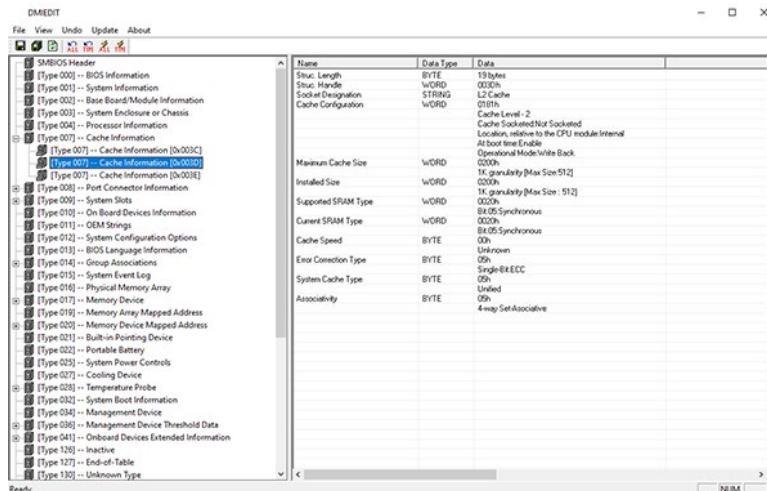 DMIEDIT
File View Undo Update About
ALL ALL
SMBIOS Header
[Type 000] -- BIOS Information
[Type 001] -- System Information
[Type 002] -- Base Board/Module Information
[Type 003] -- System Enclosure or Chassis
[Type 004] -- Processor Information
[Type 007] -- Cache Information
[Type 007] -- Cache Information [0x003C]
[Type 007] -- Cache Information [0x003D]
[Type 007] -- Cache Information [0x003E]
[Type 008] -- Port Connector Information
[Type 009] -- System Slots
[Type 010] -- On Board Devices Information
[Type 011] -- OEM Strings
[Type 012] -- System Configuration Options
[Type 013] -- BIOS Language Information
[Type 014] -- Group Associations
[Type 015] -- System Event Log
[Type 016] -- Physical Memory Array
[Type 017] -- Memory Device
[Type 019] -- Memory Array Mapped Address
[Type 020] -- Memory Device Mapped Address
[Type 021] -- Built-in Pointing Device
[Type 022] -- Portable Battery
[Type 025] -- System Power Controls
[Type 027] -- Cooling Device
[Type 028] -- Temperature Probe
[Type 032] -- System Boot Information
[Type 034] -- Management Device
[Type 036] -- Management Device Threshold Data
[Type 041] -- Onboard Devices Extended Information
[Type 126] -- Inactive
[Type 127] -- End-of-Table
[Type 130] -- Unknown Type
Name Data Type Data
Struc. Length BYTE 19 bytes
Struc. Handle WORD 003Dh
Socket Designation STRING L2 Cache
Cache Configuration WORD 0181h
Cache Level - 2
Cache Socketed:Not Socketed
Location, relative to the CPU module:Internal
At boot time:Enable
Operational Mode:Write Back
Maximum Cache Size WORD 0200h
1K granularity [Max Size:512]
Installed Size WORD 0200h
1K granularity [Max Size : 512]
Supported SRAM Type WORD 0020h
Bit 05:Synchronous
Current SRAM Type WORD 0020h
Bit 05:Synchronous
Cache Speed BYTE 00h
Unknown
Error Correction Type BYTE 05h
Single-Bit ECC
System Cache Type BYTE 05h
Unified
Associativity BYTE 05h
4-way Set-Asociative
Ready
NUM